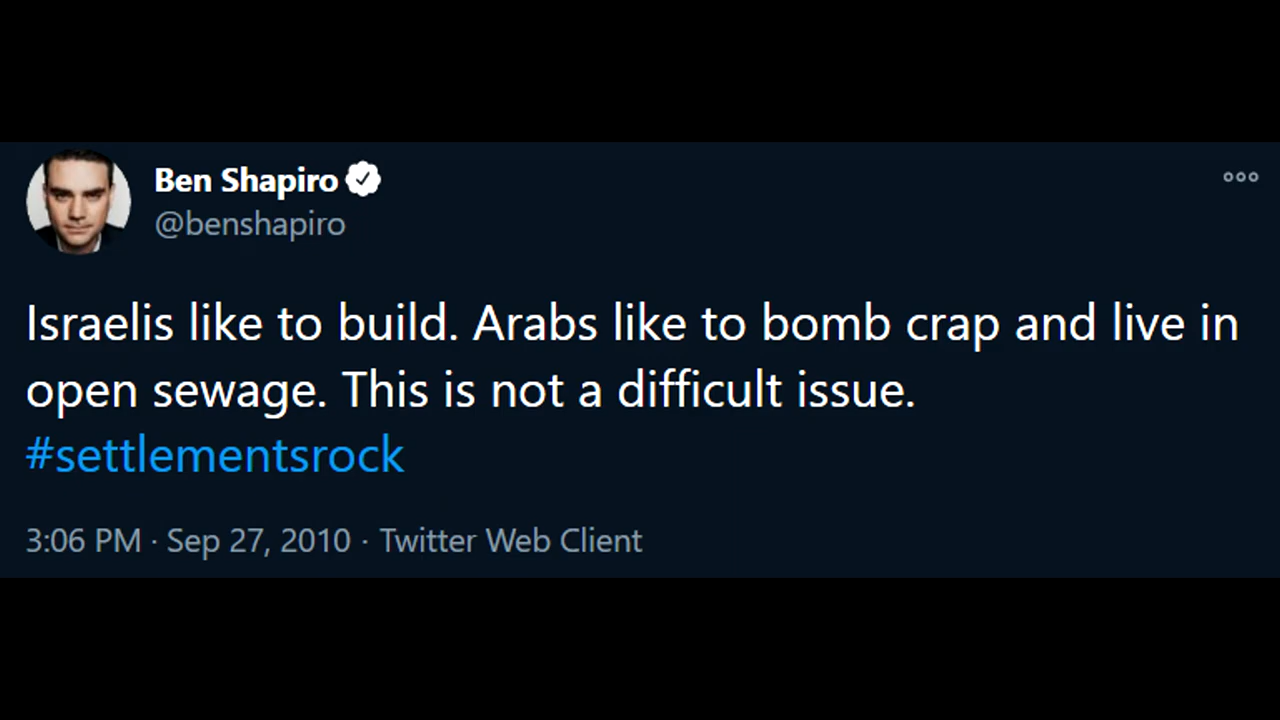 Ben Shapiro
@benshapiro
Israelis like to build. Arabs like to bomb crap and live in
open sewage. This is not a difficult issue.
#settlementsrock
3:06 PM · Sep 27, 2010 · Twitter Web Client